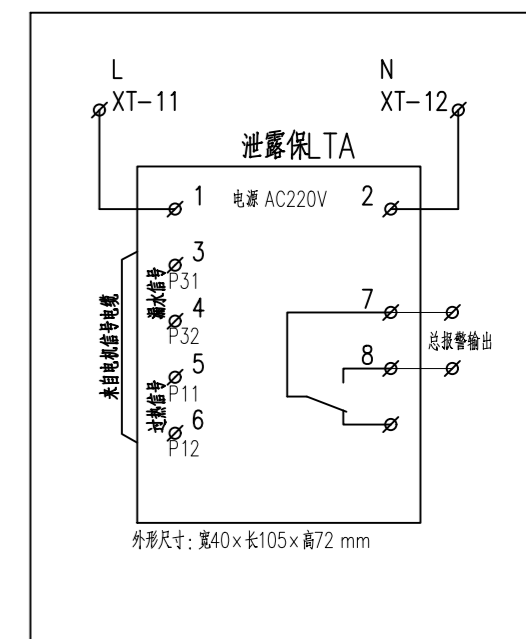 L
N
XT-11
XT-12
泄露保LTA
1
电源 AC220V
2
3
P31
漏水信号
4
P32
来自电机信号电缆
5
P11
过热信号
6
P12
7
8
总报警输出
外形尺寸: 宽40×长105×高72 mm